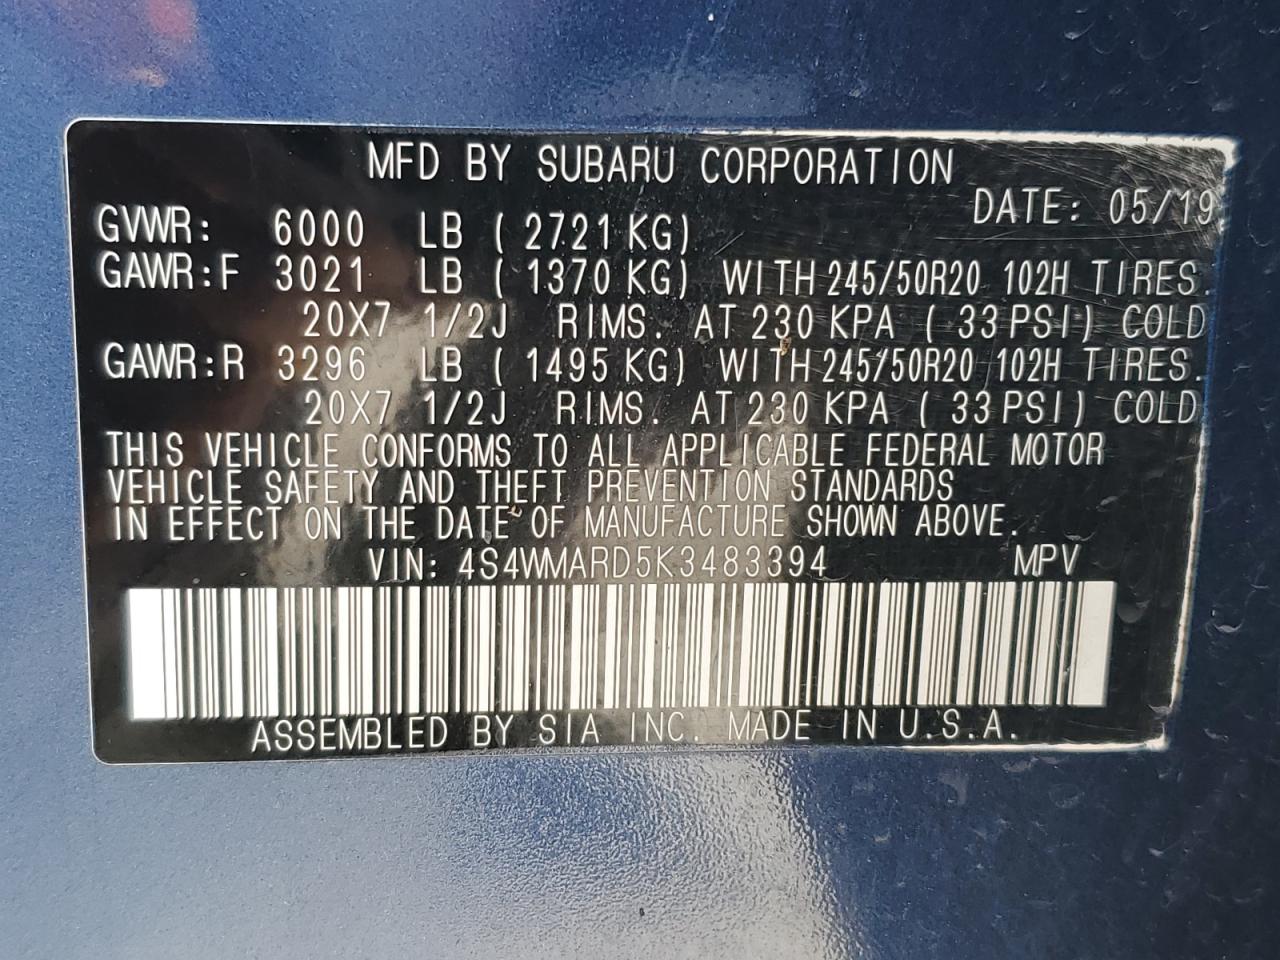 MFD BY SUBARU CORPORATION
DATE: 05/19
GVWR: 6000 LB ( 2721 KG)
GAWR:F 3021 LB ( 1370 KG) WITH 245/50R20 102H TIRES.
20X7 1/2J RIMS. AT 230 KPA ( 33 PSI) COLD
GAWR:R 3296 LB ( 1495 KG) WITH 245/50R20 102H TIRES.
20X7 1/2J RIMS. AT 230 KPA ( 33 PSI) COLD
THIS VEHICLE CONFORMS TO ALL APPLICABLE FEDERAL MOTOR
VEHICLE SAFETY AND THEFT PREVENTION STANDARDS
IN EFFECT ON THE DATE OF MANUFACTURE SHOWN ABOVE.
VIN: 4S4WMARD5K3483394 MPV
ASSEMBLED BY SIA INC. MADE IN U.S.A.